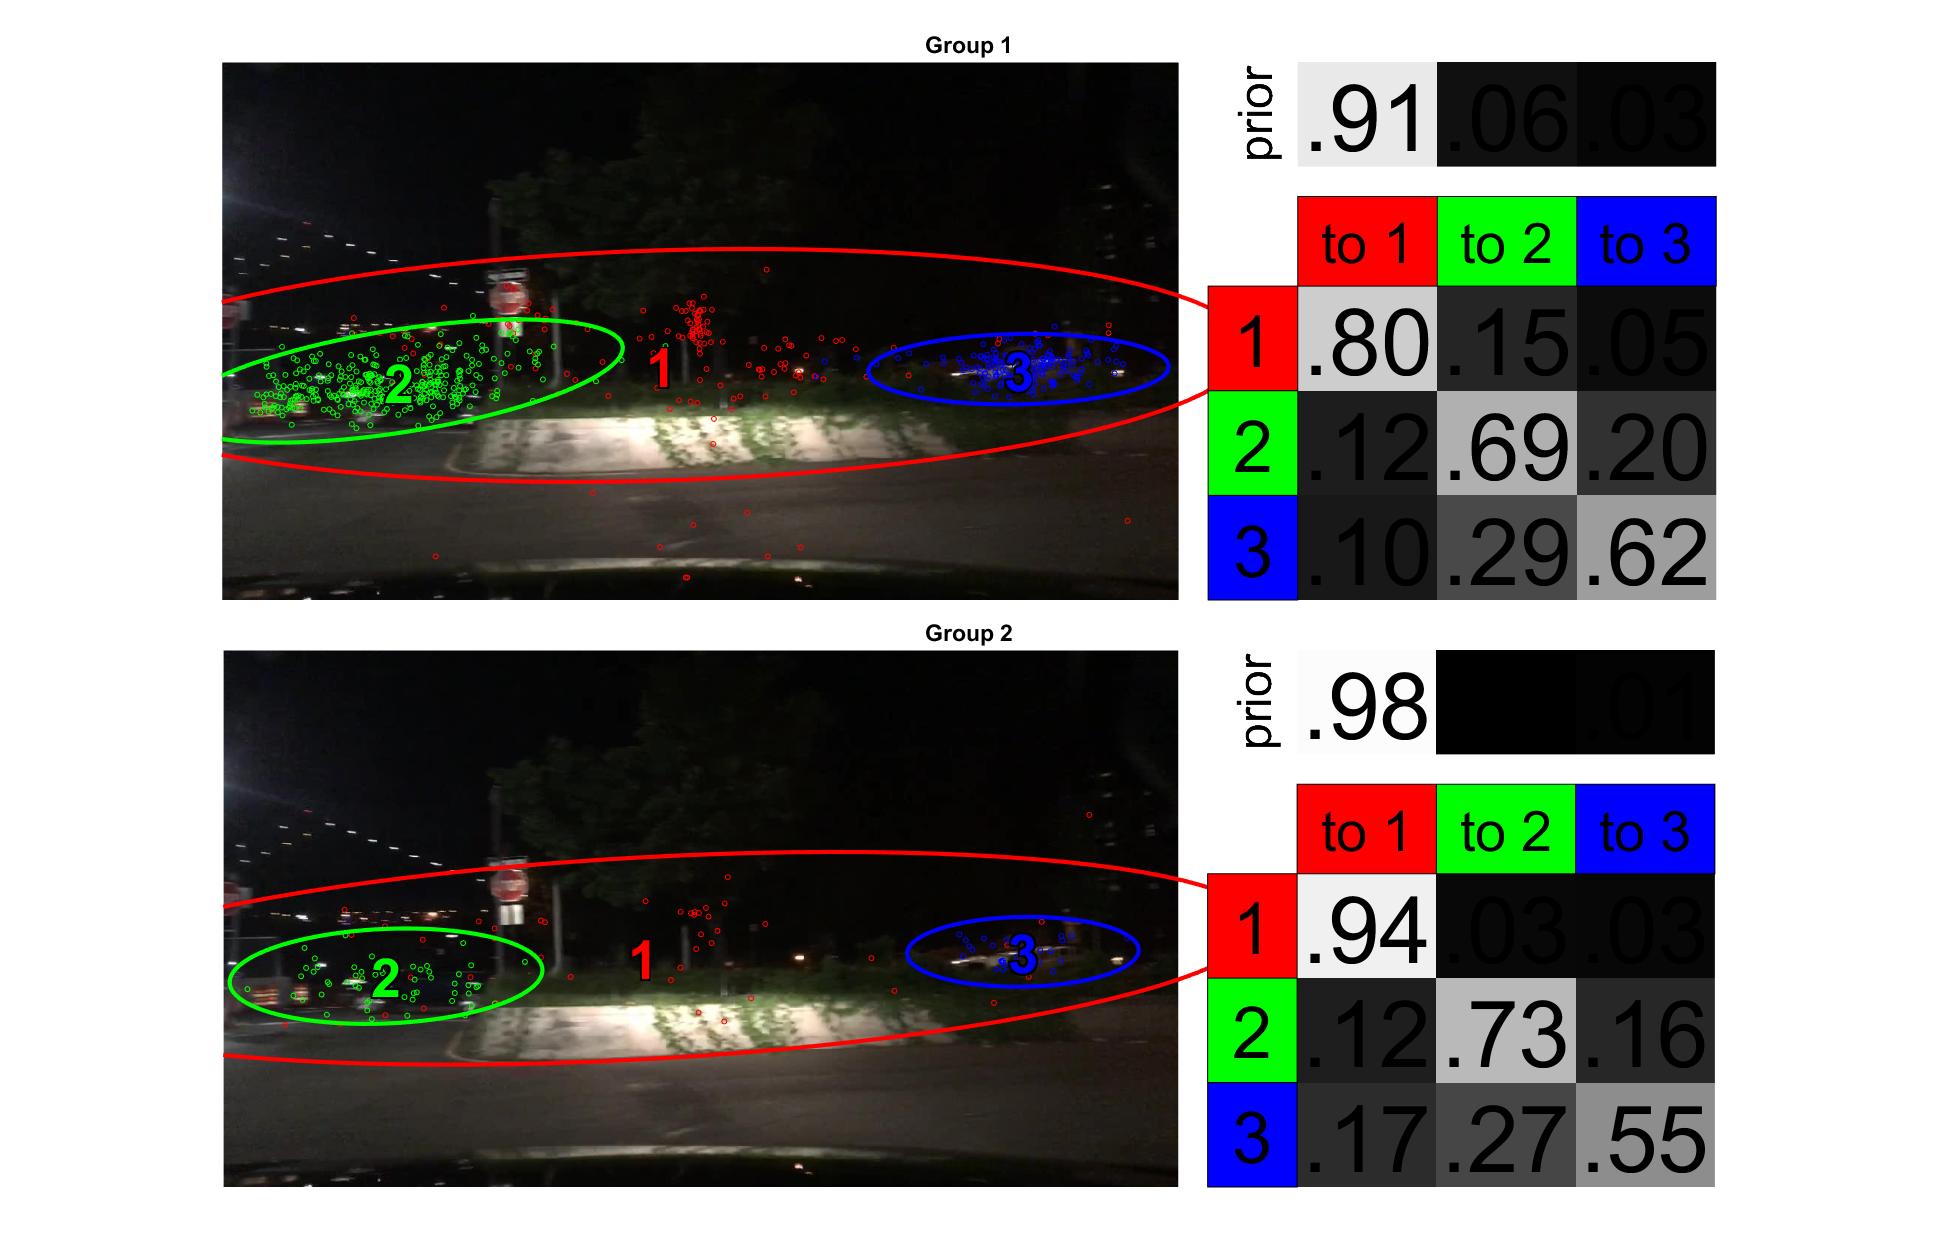 Group 1
prior .91 .06 .03
to 1 to 2 to 3
1 .80 .15 .05
2 .12 .69 .20
3 .10 .29 .62
2 1 3
Group 2
prior .98 .01
to 1 to 2 to 3
1 .94 .03 .03
2 .12 .73 .16
3 .17 .27 .55
2 1 3